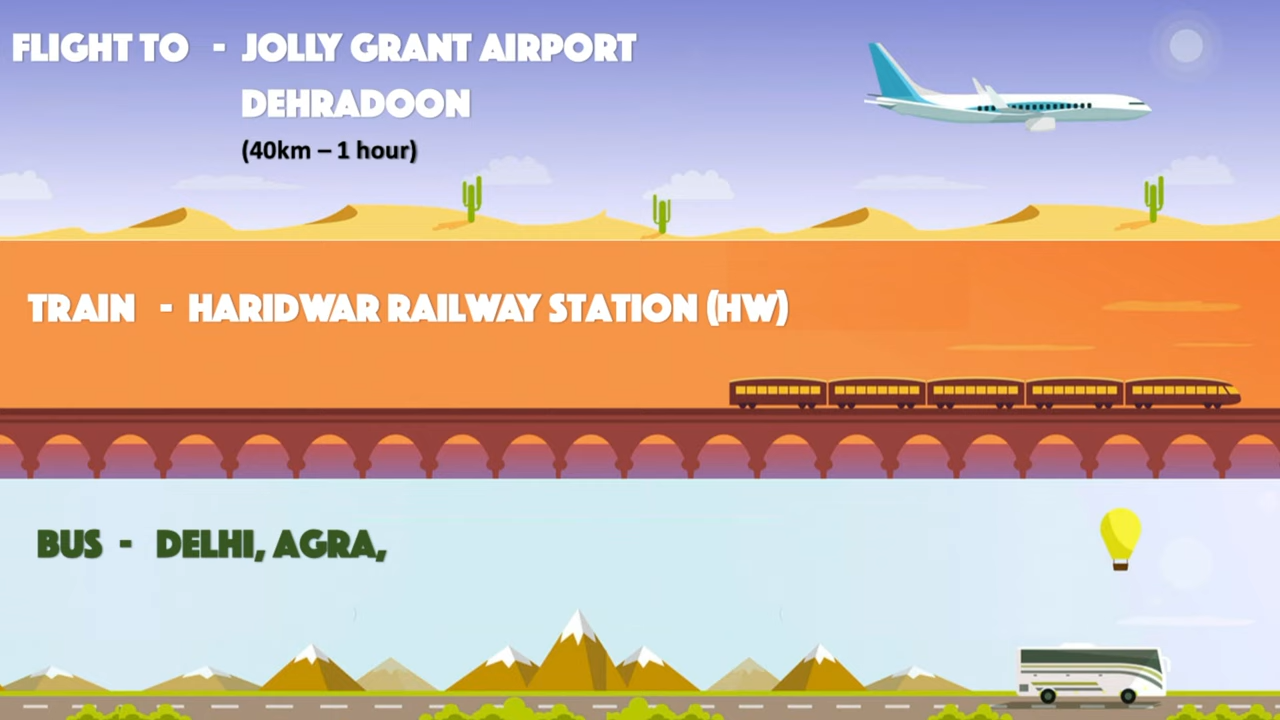 FLIGHT TO - JOLLY GRANT AIRPORT
DEHRADOON
(40km – 1 hour)
TRAIN - HARIDWAR RAILWAY STATION (HW)
BUS - DELHI, AGRA,